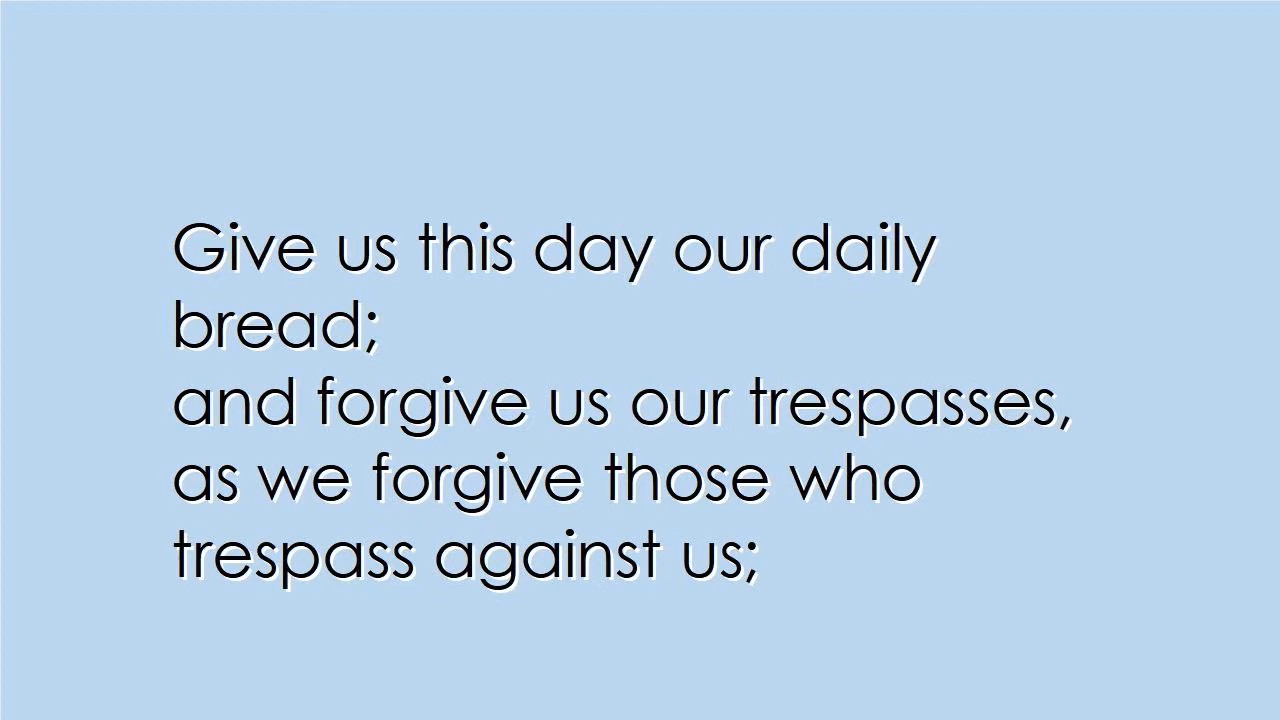 Give us this day our daily
bread;
and forgive us our trespasses,
as we forgive those who
trespass against us;